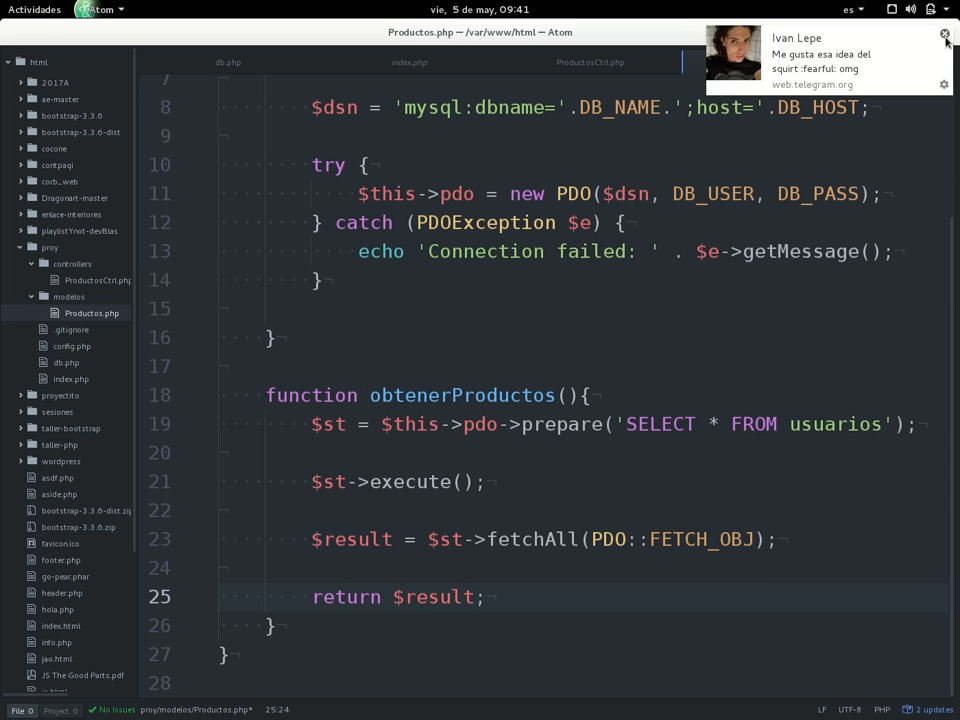 Actividades
Atom
vie, 5 de may, 09:41
es
Productos.php — /var/www/html — Atom
Ivan Lepe
Me gusta esa idea del
squirt :fearful: omg
web.telegram.org
html
2017A
ae-master
bootstrap-3.3.6
bootstrap-3.3.6-dist
cocone
contpaqi
corb_web
Dragonart-master
enlace-interiores
playlistYnot-devBlas
proy
controllers
ProductosCtrl.php
modelos
Productos.php
.gitignore
config.php
db.php
index.php
proyectito
sesiones
taller-bootstrap
taller-php
wordpress
asdf.php
aside.php
bootstrap-3.3.6-dist.zip
bootstrap-3.3.6.zip
favicon.ico
footer.php
go-pear.phar
header.php
hola.php
index.html
info.php
jao.html
JS The Good Parts.pdf
db.php
index.php
ProductosCtrl.php
7
8 $dsn = 'mysql:dbname='.DB_NAME.';host='.DB_HOST;
9
10 try {
11 $this->pdo = new PDO($dsn, DB_USER, DB_PASS);
12 } catch (PDOException $e) {
13 echo 'Connection failed: ' . $e->getMessage();
14 }
15
16 }
17
18 function obtenerProductos(){
19 $st = $this->pdo->prepare('SELECT * FROM usuarios');
20
21 $st->execute();
22
23 $result = $st->fetchAll(PDO::FETCH_OBJ);
24
25 return $result;
26 }
27 }
28
File 0
Project 0
No Issues
proy/modelos/Productos.php*
25:24
LF
UTF-8
PHP
2 updates